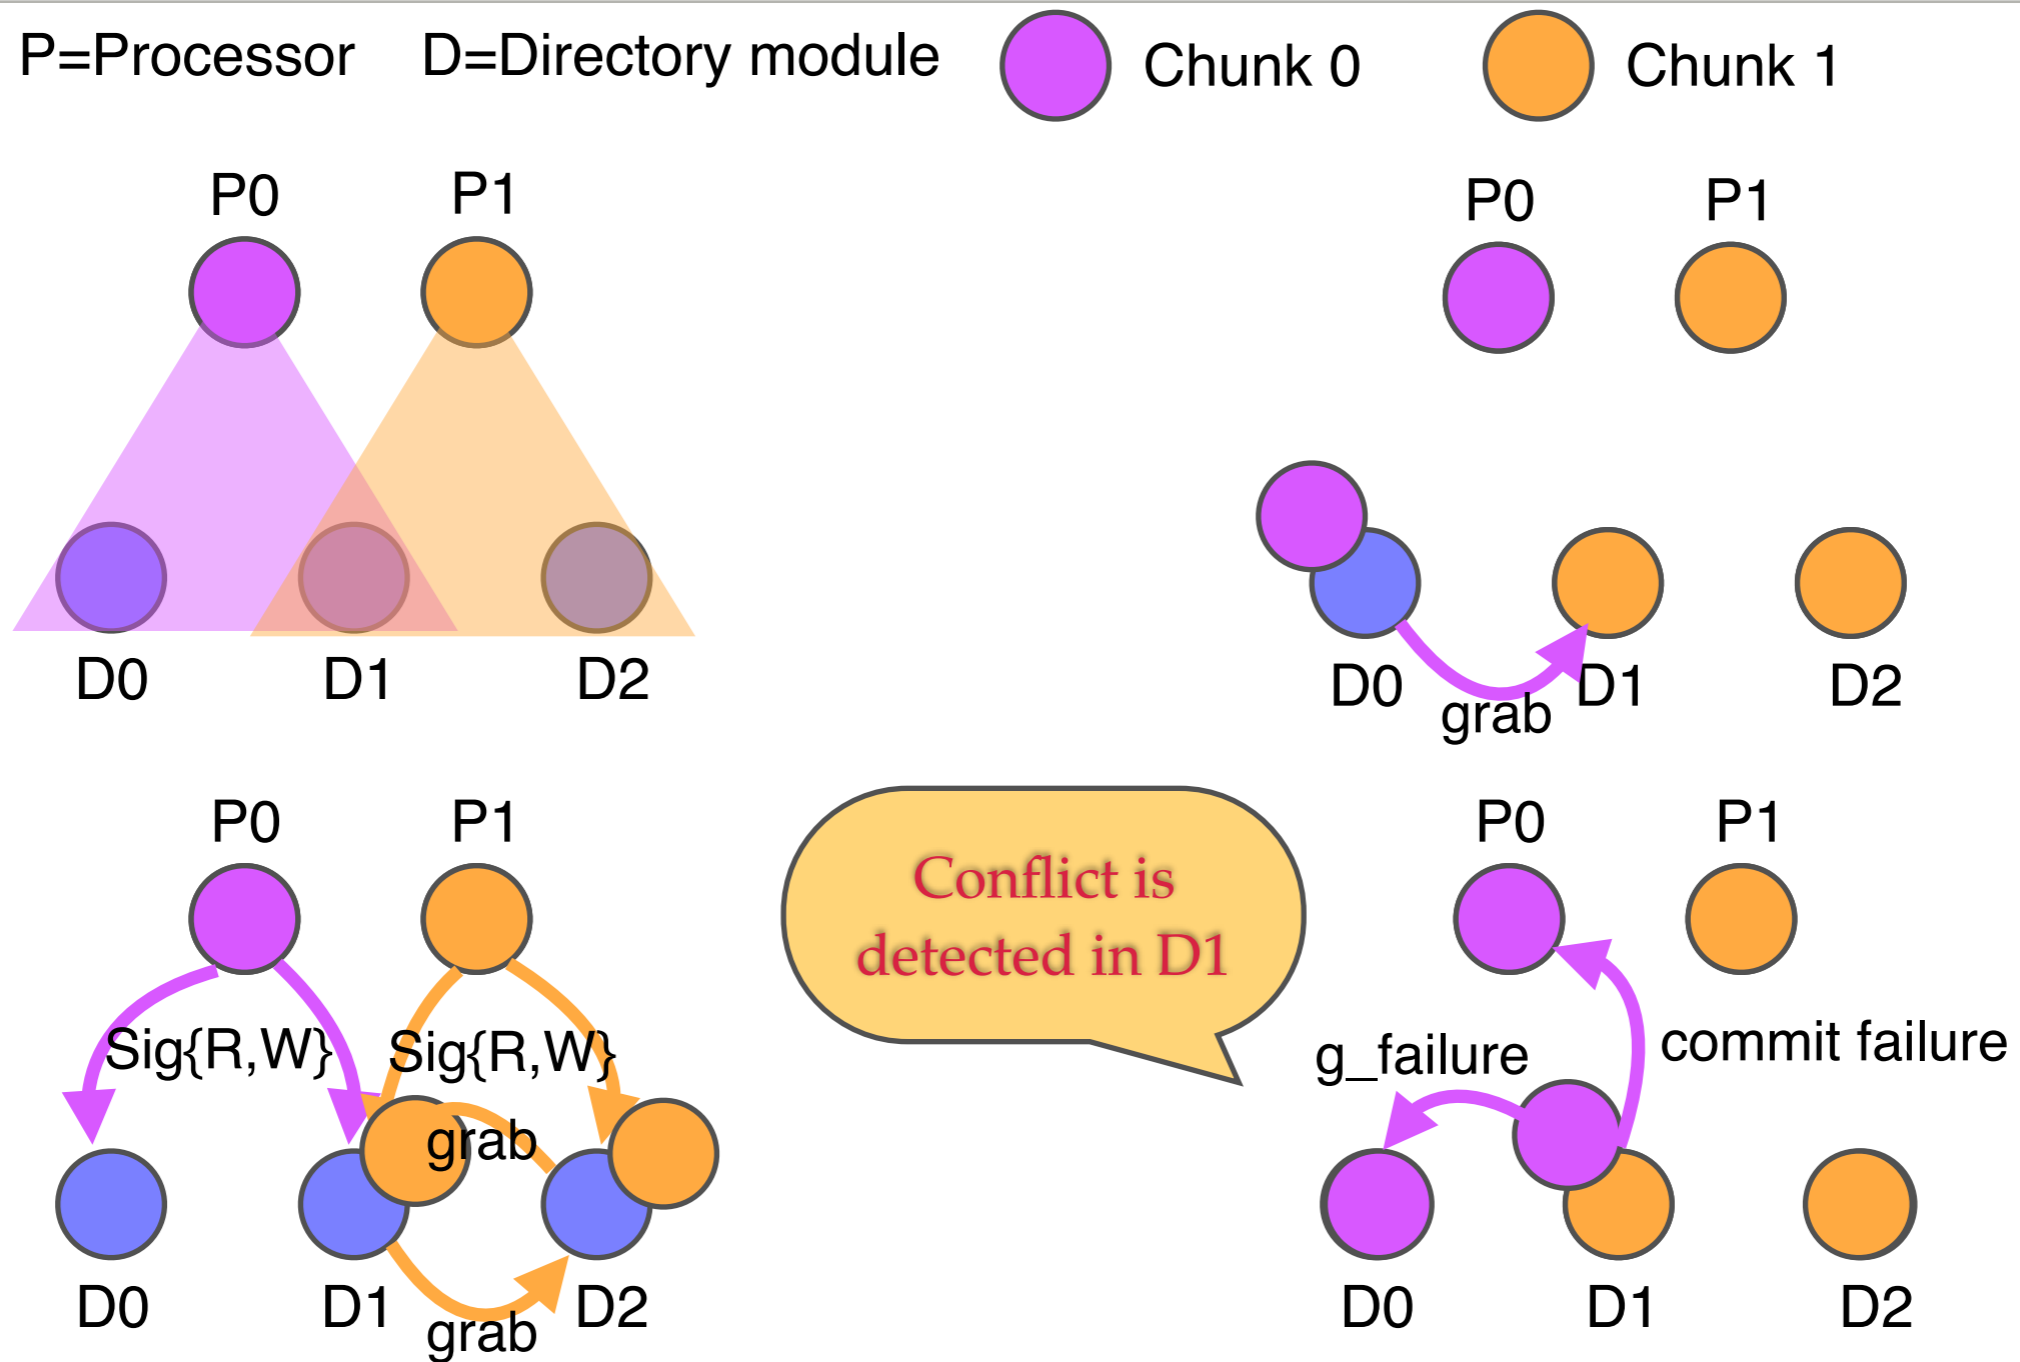 P=Processor D=Directory module Chunk 0 Chunk 1
P0 P1
D0 D1 D2
P0 P1
grab
D0 D1 D2
P0 P1
Sig{R,W} Sig{R,W}
grab
D0 D1 D2
grab
Conflict is
detected in D1
P0 P1
g_failure commit failure
D0 D1 D2